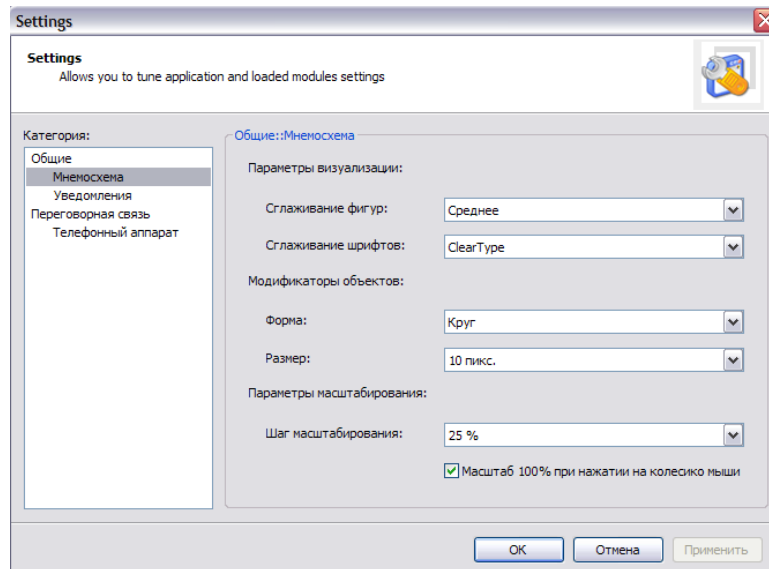 Settings
Settings
Allows you to tune application and loaded modules settings
Категория:
Общие
Мнемосхема
Уведомления
Переговорная связь
Телефонный аппарат
Общие::Мнемосхема
Параметры визуализации:
Сглаживание фигур: Среднее
Сглаживание шрифтов: ClearType
Модификаторы объектов:
Форма: Круг
Размер: 10 пикс.
Параметры масштабирования:
Шаг масштабирования: 25 %
Масштаб 100% при нажатии на колесико мыши
ОК Отмена Применить